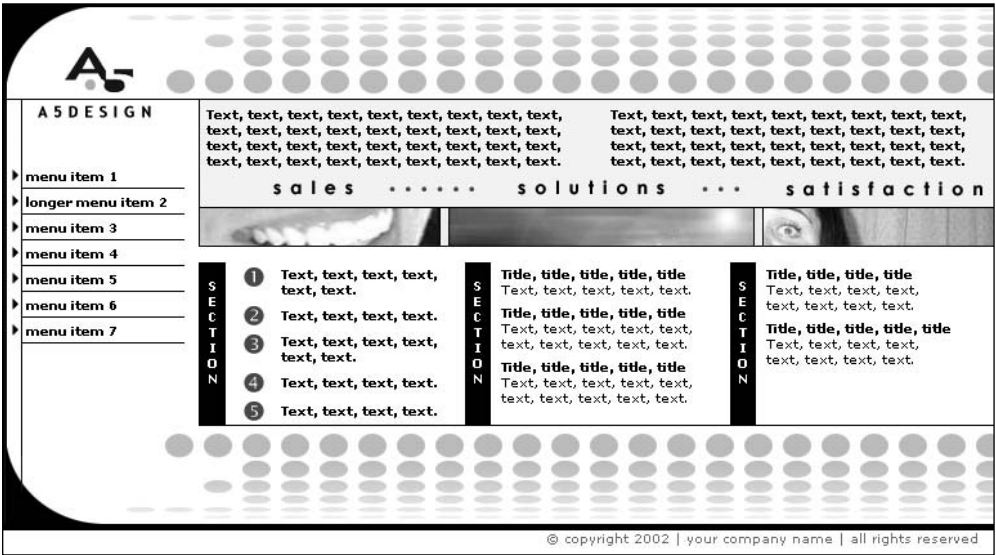 A5
A5DESIGN
menu item 1
longer menu item 2
menu item 3
menu item 4
menu item 5
menu item 6
menu item 7
Text, text, text, text, text, text, text, text, text,
text, text, text, text, text, text, text, text, text,
text, text, text, text, text, text, text, text, text,
text, text, text, text, text, text, text, text, text.
Text, text, text, text, text, text, text, text, text,
text, text, text, text, text, text, text, text, text,
text, text, text, text, text, text, text, text, text,
text, text, text, text, text, text, text, text, text.
sales ······ solutions ··· satisfaction
SECTION
1 Text, text, text, text,
text, text.
2 Text, text, text, text.
3 Text, text, text, text,
text, text.
4 Text, text, text, text.
5 Text, text, text, text.
SECTION
Title, title, title, title, title
Text, text, text, text, text.
Title, title, title, title, title
Text, text, text, text, text,
text, text, text, text, text.
Title, title, title, title, title
Text, text, text, text, text,
text, text, text, text, text.
SECTION
Title, title, title, title
Text, text, text, text,
text, text, text, text.
Title, title, title, title, title
Text, text, text, text,
text, text, text, text.
© copyright 2002 | your company name | all rights reserved